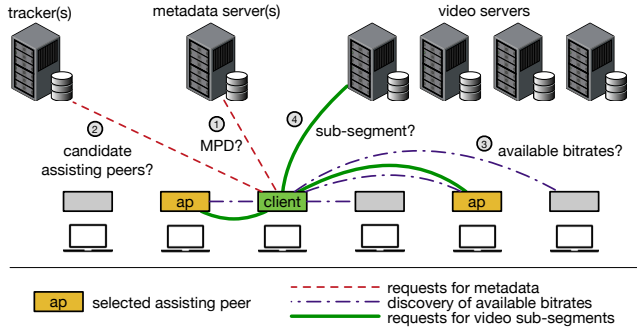 tracker(s)
metadata server(s)
video servers
2
candidate
assisting peers?
1
MPD?
4
sub-segment?
3
available bitrates?
ap
client
ap
ap
selected assisting peer
requests for metadata
discovery of available bitrates
requests for video sub-segments